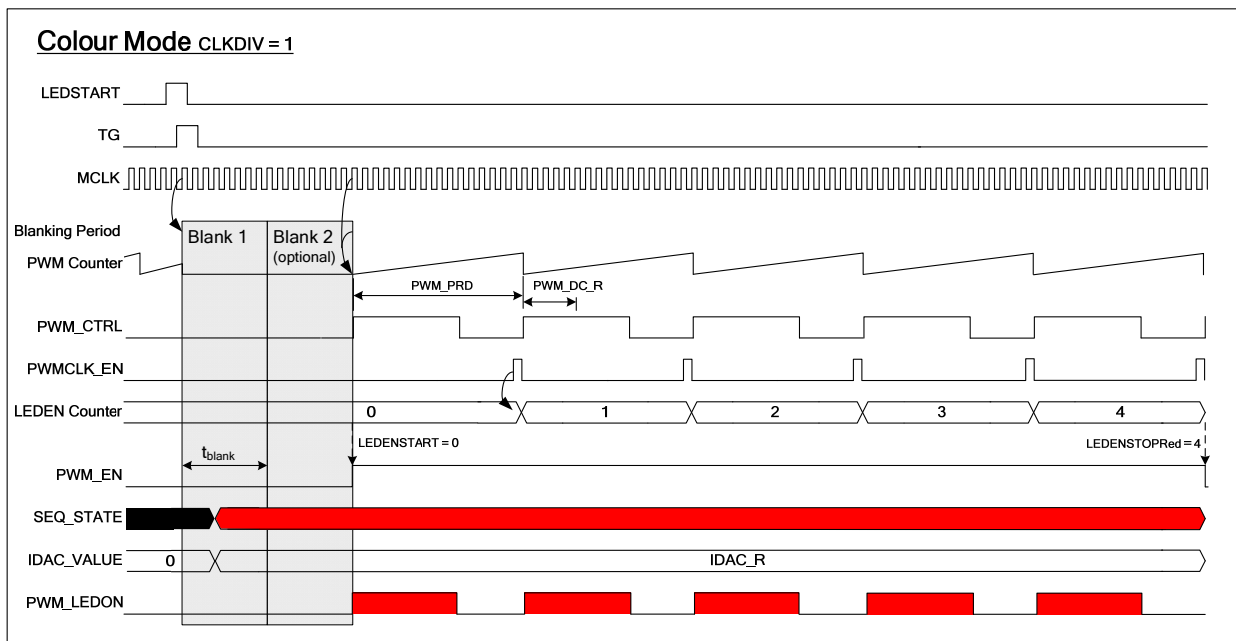 Colour Mode CLKDIV = 1
LEDSTART
TG
MCLK
Blanking Period
Blank 1
Blank 2
(optional)
PWM Counter
PWM_PRD
PWM_DC_R
PWM_CTRL
PWMCLK_EN
LEDEN Counter
0
1
2
3
4
LEDENSTART = 0
LEDENSTOPRed = 4
tblank
PWM_EN
SEQ_STATE
IDAC_VALUE
0
IDAC_R
PWM_LEDON